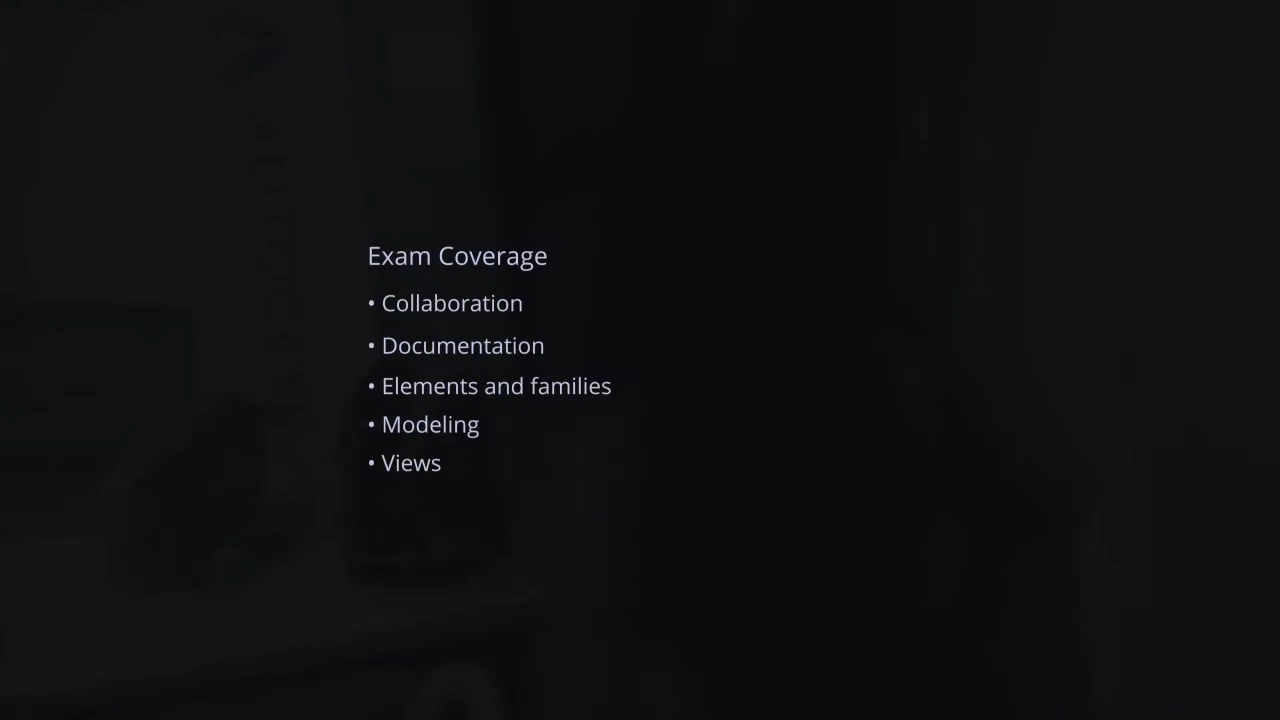 Exam Coverage
• Collaboration
• Documentation
• Elements and families
• Modeling
• Views